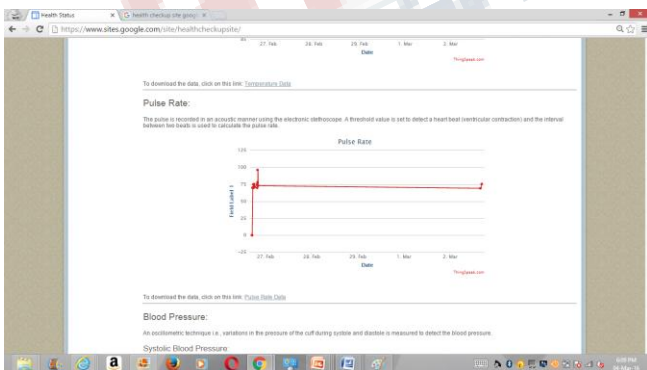 Health Status
health checkup site googl
https://www.sites.google.com/site/healthcheckupsite/
27. Feb 28. Feb 29. Feb 1. Mar 2. Mar
Date
ThingSpeak.com
To download the data, click on this link: Temperature Data
Pulse Rate:
The pulse is recorded in an acoustic manner using the electronic stethoscope. A threshold value is set to detect a heart beat (ventricular contraction) and the interval
between two beats is used to calculate the pulse rate.
Pulse Rate
125
100
75
50
25
0
-25
Field Label 1
27. Feb 28. Feb 29. Feb 1. Mar 2. Mar
Date
ThingSpeak.com
To download the data, click on this link: Pulse Rate Data
Blood Pressure:
An oscillometric technique i.e., variations in the pressure of the cuff during systole and diastole is measured to detect the blood pressure.
Systolic Blood Pressure: